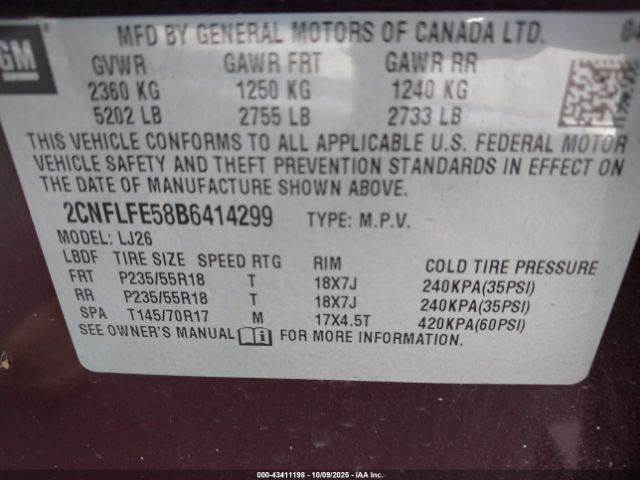 GM
MFD BY GENERAL MOTORS OF CANADA LTD. 04
GVWR GAWR FRT GAWR RR
2360 KG 1250 KG 1240 KG
5202 LB 2755 LB 2733 LB
THIS VEHICLE CONFORMS TO ALL APPLICABLE U.S. FEDERAL MOTOR
VEHICLE SAFETY AND THEFT PREVENTION STANDARDS IN EFFECT ON
THE DATE OF MANUFACTURE SHOWN ABOVE.
2CNFLFE58B6414299 TYPE: M.P.V.
MODEL: LJ26
LBDF TIRE SIZE SPEED RTG RIM COLD TIRE PRESSURE
FRT P235/55R18 T 18X7J 240KPA(35PSI)
RR P235/55R18 T 18X7J 240KPA(35PSI)
SPA T145/70R17 M 17X4.5T 420KPA(60PSI)
SEE OWNER'S MANUAL FOR MORE INFORMATION.
000-43411198 - 10/09/2025 - IAAI.com